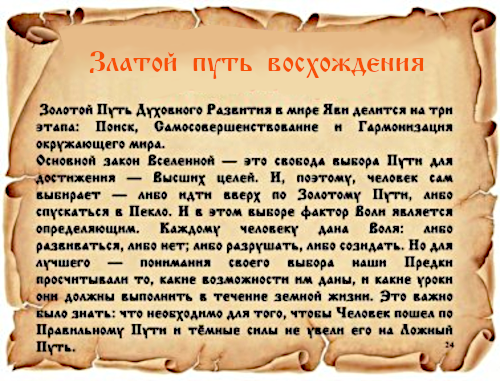 Златой путь восхождения
Золотой Путь Духовного Развития в мире Яви делится на три
этапа: Поиск, Самосовершенствование и Гармонизация
окружающего мира.
Основной закон Вселенной — это свобода выбора Пути для
достижения — Высших целей. И, поэтому, человек сам
выбирает — либо идти вверх по Золотому Пути, либо
спускаться в Пекло. И в этом выборе фактор Воли является
определяющим. Каждому человеку дана Воля: либо
развиваться, либо нет; либо разрушать, либо созидать. Но для
лучшего — понимания своего выбора наши Предки
просчитывали то, какие возможности им даны, и какие уроки
они должны выполнить в течение земной жизни. Это важно
было знать: что необходимо для того, чтобы Человек пошел по
Правильному Пути и тёмные силы не увели его на Ложный
Путь.
24